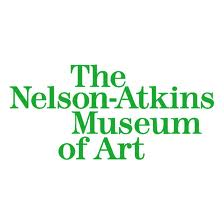 The
Nelson-Atkins
Museum
of Art